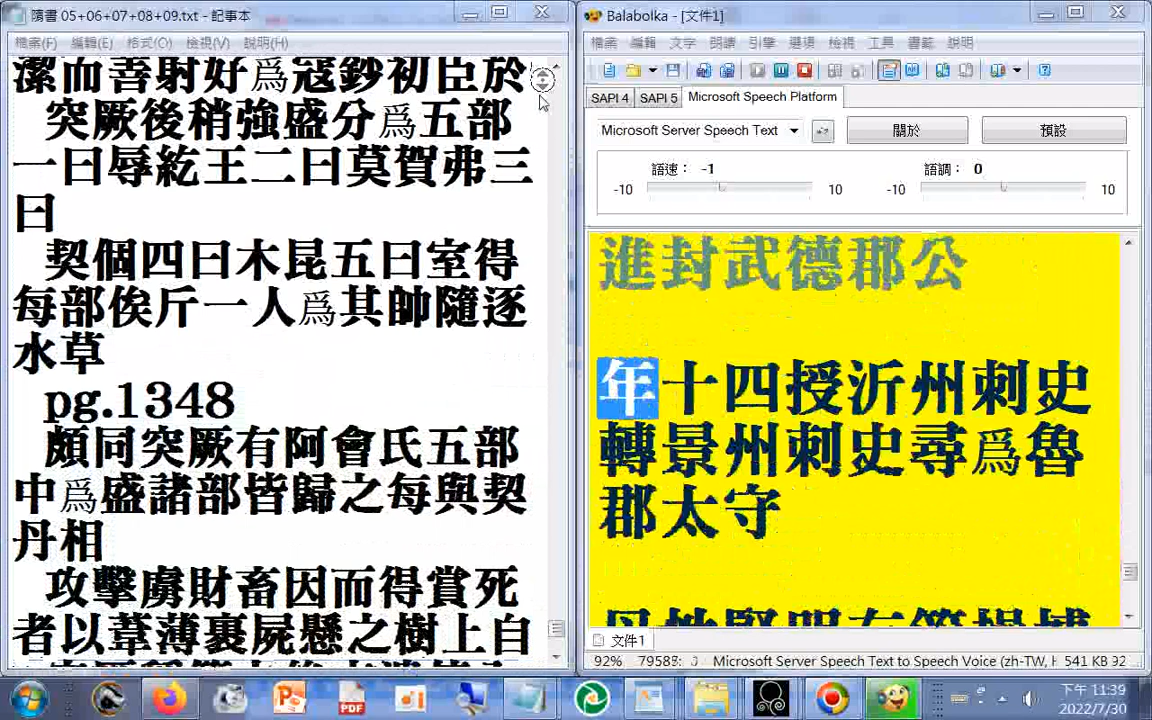 隋書 05+06+07+08+09.txt - 記事本
檔案(F) 編輯(E) 格式(O) 檢視(V) 說明(H)
潔而善射好爲寇鈔初臣於
突厥後稍強盛分爲五部
一曰辱紇王二曰莫賀弗三
曰
契個四曰木昆五曰室得
每部俟斤一人爲其帥隨逐
水草
pg.1348
頗同突厥有阿會氏五部
中爲盛諸部皆歸之每與契
丹相
攻擊虜財畜因而得賞死
者以葦薄裹屍懸之樹上自
Balabolka - [文件1]
檔案 編輯 文字 朗讀 引擎 選項 檢視 工具 書籤 說明
SAPI 4 SAPI 5 Microsoft Speech Platform
Microsoft Server Speech Text
關於
預設
語速： -1
語調： 0
-10 10 -10 10
進封武德郡公
年十四授沂州刺史
轉景州刺史尋爲魯
郡太守
文件1
92% 79585: Microsoft Server Speech Text to Speech Voice (zh-TW, H 541 KB 92
PDF
下午 11:39
2022/7/30